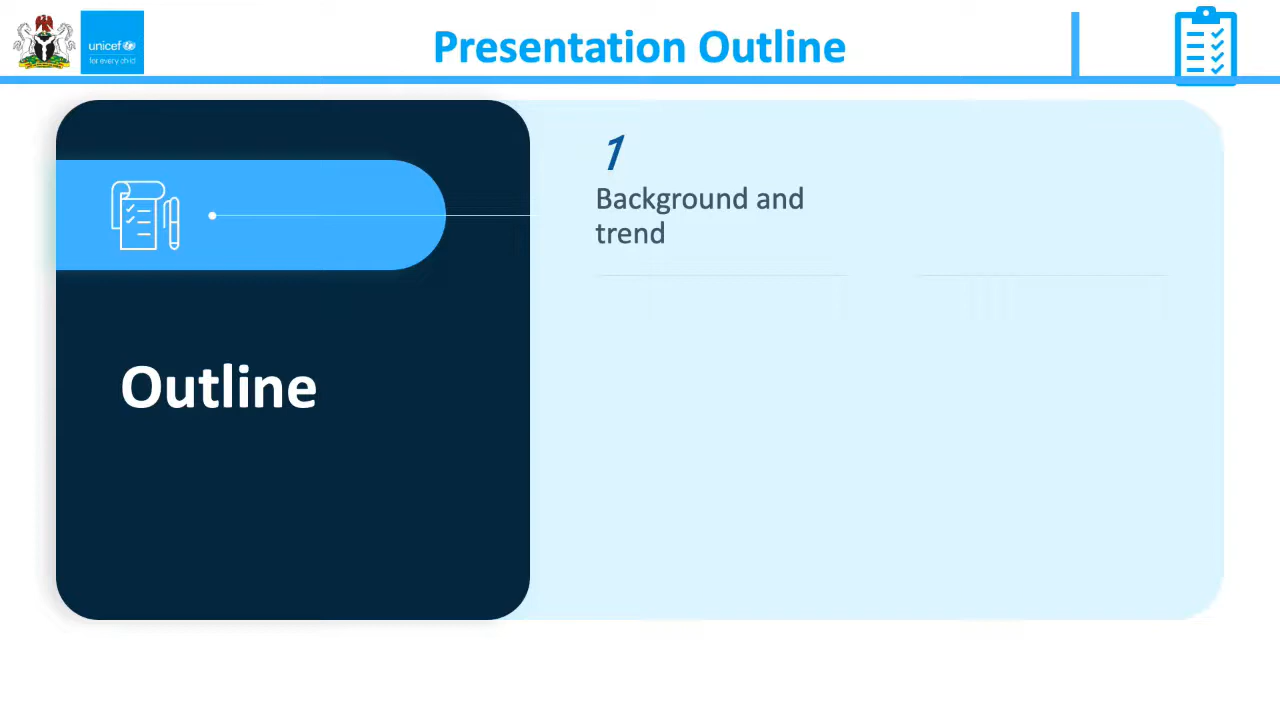 unicef
for every child
Presentation Outline
1
Background and
trend
Outline